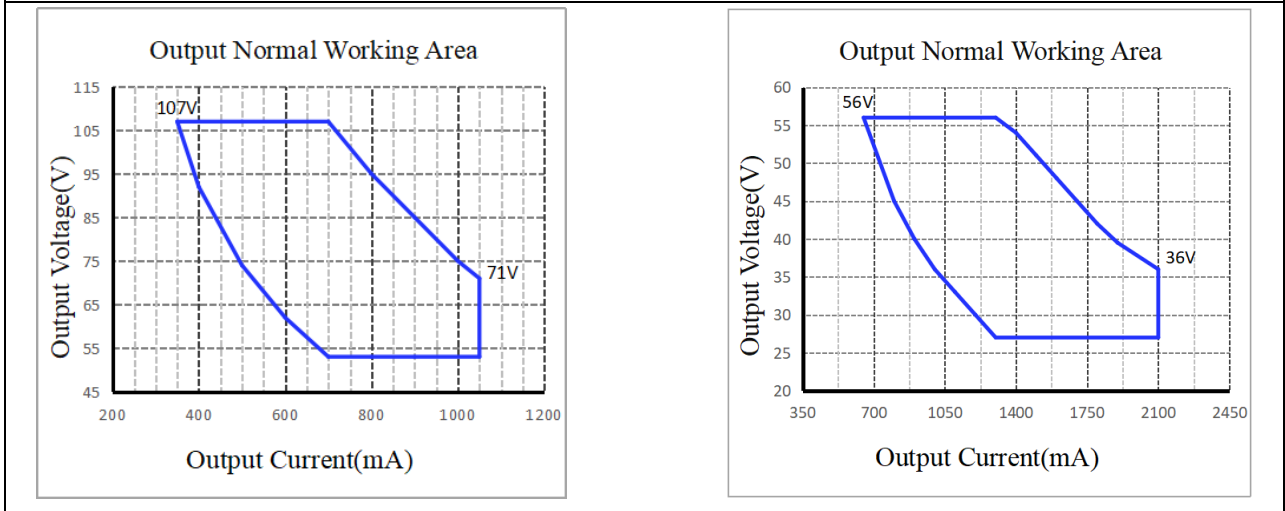 Output Normal Working Area
115
107V
105
95
85
75
71V
65
55
45
200 400 600 800 1000 1200
Output Voltage(V)
Output Current(mA)
Output Normal Working Area
60
56V
55
50
45
40
36V
35
30
25
20
350 700 1050 1400 1750 2100 2450
Output Voltage(V)
Output Current(mA)